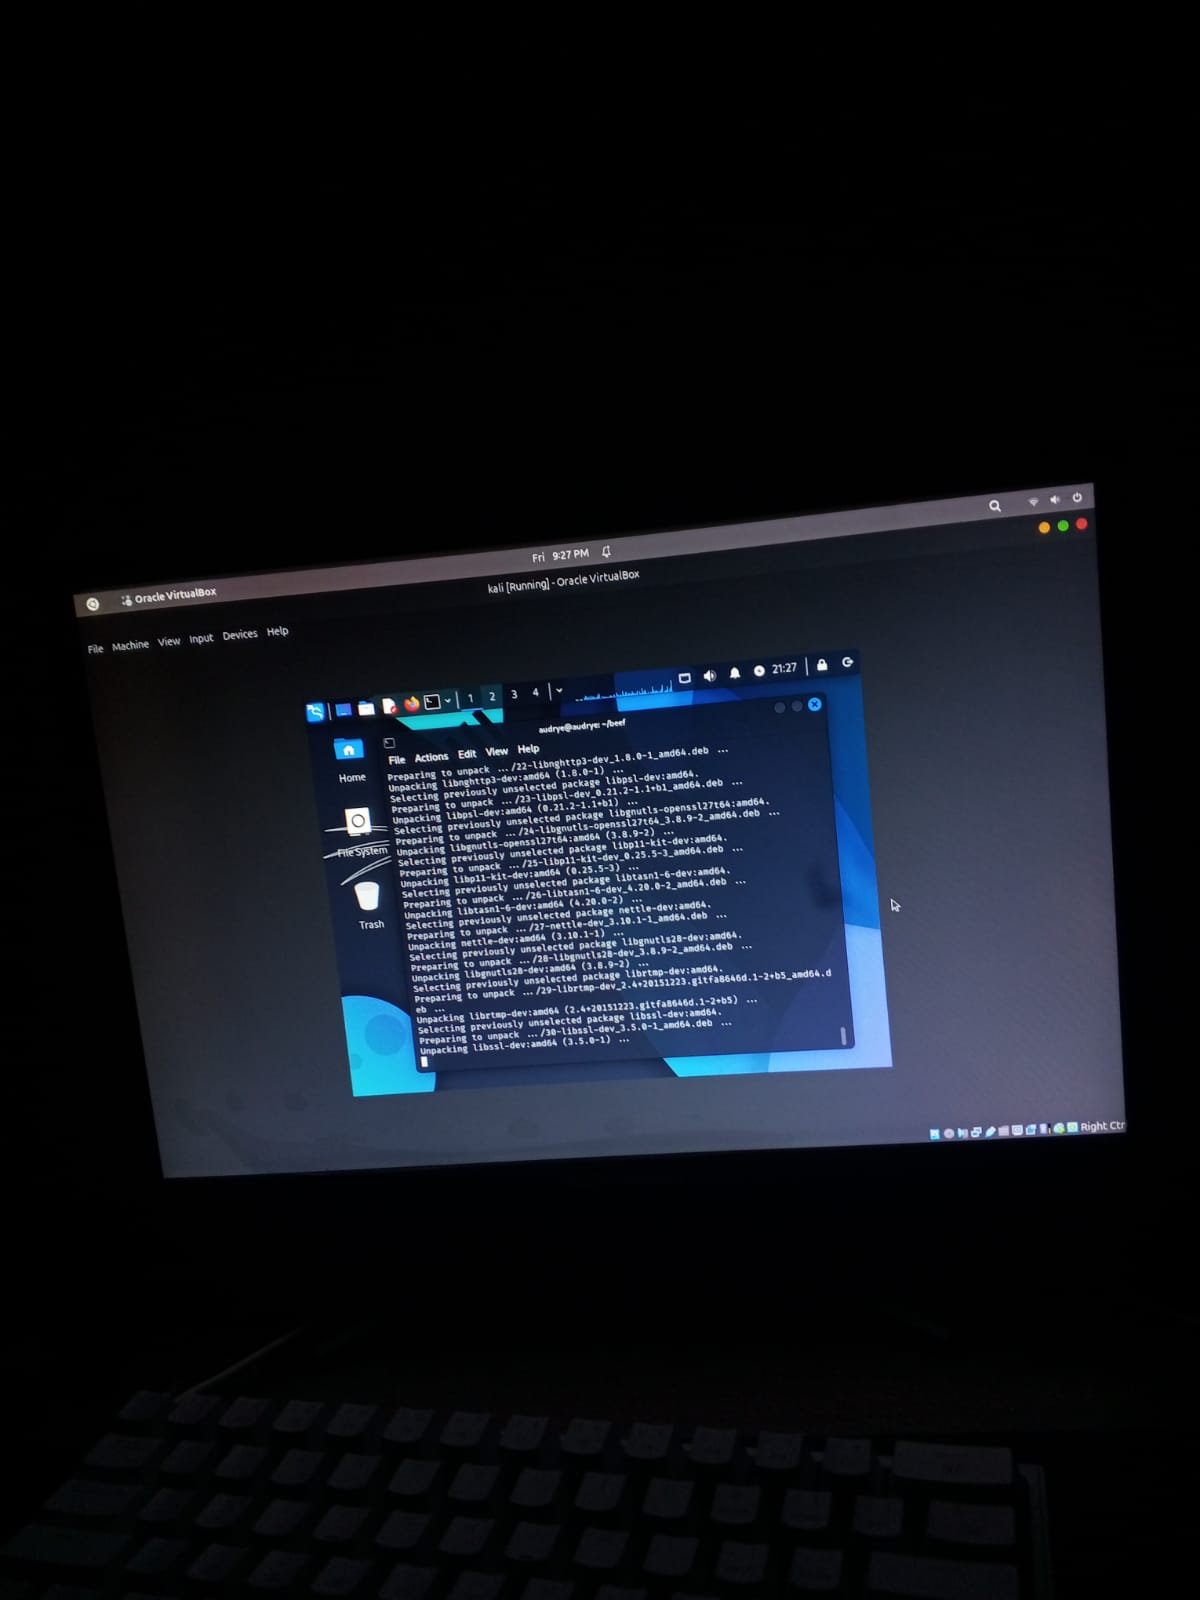 Fri 9:27 PM
Oracle VirtualBox
kali [Running] - Oracle VirtualBox
File Machine View Input Devices Help
1 2 3 4 21:27
audrye@audrye: ~/beef
File Actions Edit View Help
Home
File System
Trash
Preparing to unpack .../22-libnghttp3-dev_1.8.0-1_amd64.deb ...
Unpacking libnghttp3-dev:amd64 (1.8.0-1) ...
Selecting previously unselected package libpsl-dev:amd64.
Preparing to unpack .../23-libpsl-dev_0.21.2-1.1+b1_amd64.deb ...
Unpacking libpsl-dev:amd64 (0.21.2-1.1+b1) ...
Selecting previously unselected package libgnutls-openssl27t64:amd64.
Preparing to unpack .../24-libgnutls-openssl27t64_3.8.9-2_amd64.deb ...
Unpacking libgnutls-openssl27t64:amd64 (3.8.9-2) ...
Selecting previously unselected package libp11-kit-dev:amd64.
Preparing to unpack .../25-libp11-kit-dev_0.25.5-3_amd64.deb ...
Unpacking libp11-kit-dev:amd64 (0.25.5-3) ...
Selecting previously unselected package libtasn1-6-dev:amd64.
Preparing to unpack .../26-libtasn1-6-dev_4.20.0-2_amd64.deb ...
Unpacking libtasn1-6-dev:amd64 (4.20.0-2) ...
Selecting previously unselected package nettle-dev:amd64.
Preparing to unpack .../27-nettle-dev_3.10.1-1_amd64.deb ...
Unpacking nettle-dev:amd64 (3.10.1-1) ...
Selecting previously unselected package libgnutls28-dev:amd64.
Preparing to unpack .../28-libgnutls28-dev_3.8.9-2_amd64.deb ...
Unpacking libgnutls28-dev:amd64 (3.8.9-2) ...
Selecting previously unselected package librtmp-dev:amd64.
Preparing to unpack .../29-librtmp-dev_2.4+20151223.gitfa8646d.1-2+b5_amd64.d
eb ...
Unpacking librtmp-dev:amd64 (2.4+20151223.gitfa8646d.1-2+b5) ...
Selecting previously unselected package libssl-dev:amd64.
Preparing to unpack .../30-libssl-dev_3.5.0-1_amd64.deb ...
Unpacking libssl-dev:amd64 (3.5.0-1) ...
Right Ctr